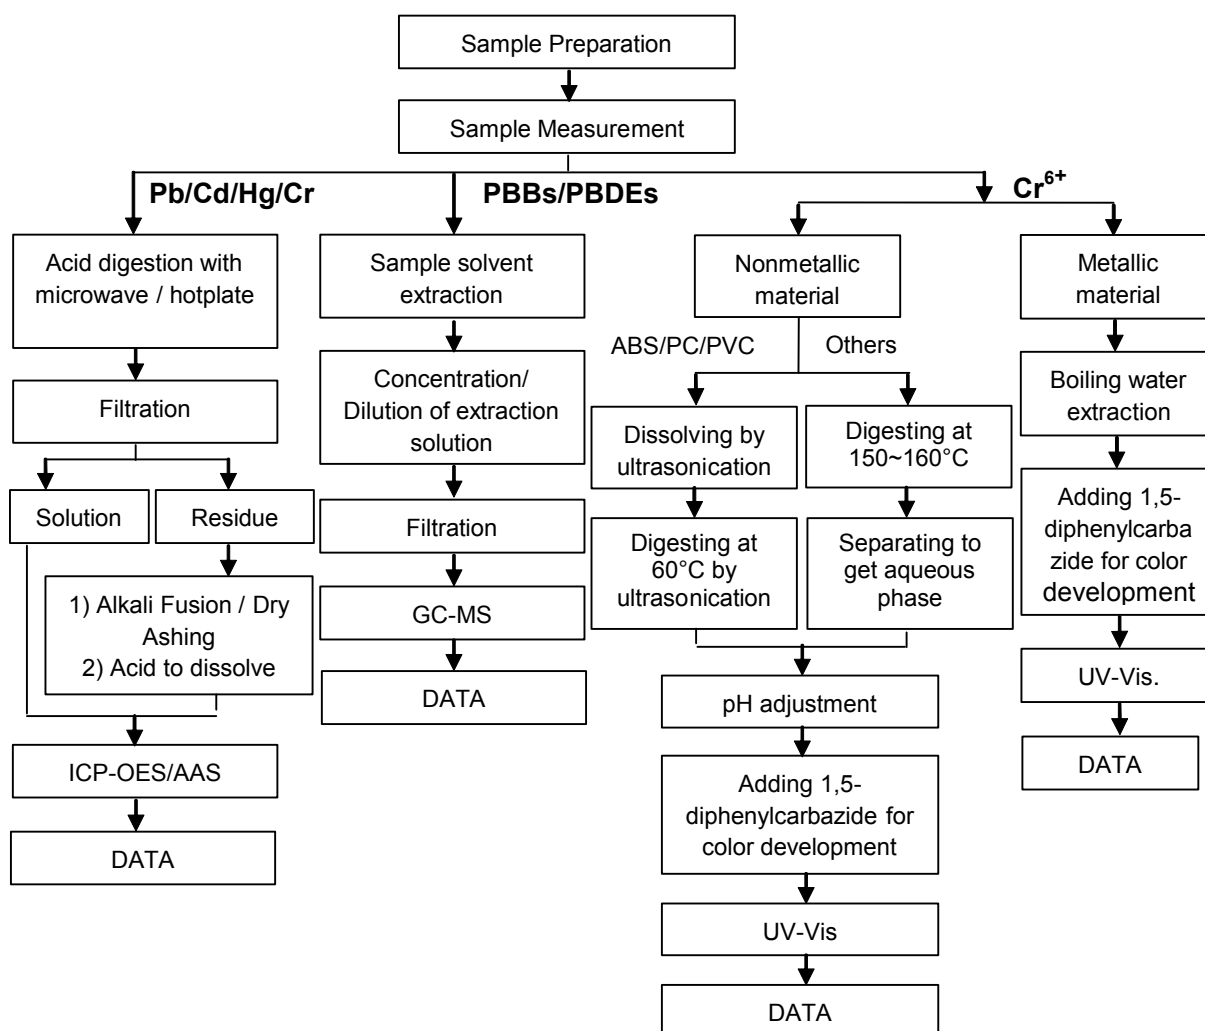 Sample Preparation
Sample Measurement
Pb/Cd/Hg/Cr
PBBs/PBDEs
Cr6+
Acid digestion with
microwave / hotplate
Filtration
Solution
Residue
1) Alkali Fusion / Dry
Ashing
2) Acid to dissolve
ICP-OES/AAS
DATA
Sample solvent
extraction
Concentration/
Dilution of extraction
solution
Filtration
GC-MS
DATA
Nonmetallic
material
ABS/PC/PVC
Others
Dissolving by
ultrasonication
Digesting at
60°C by
ultrasonication
Digesting at
150~160°C
Separating to
get aqueous
phase
pH adjustment
Adding 1,5-
diphenylcarbazide for
color development
UV-Vis
DATA
Metallic
material
Boiling water
extraction
Adding 1,5-
diphenylcarba
zide for color
development
UV-Vis.
DATA